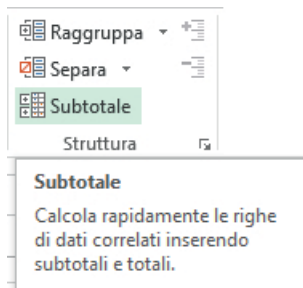 Raggruppa
Separa
Subtotale
Struttura
Subtotale
Calcola rapidamente le righe
di dati correlati inserendo
subtotali e totali.